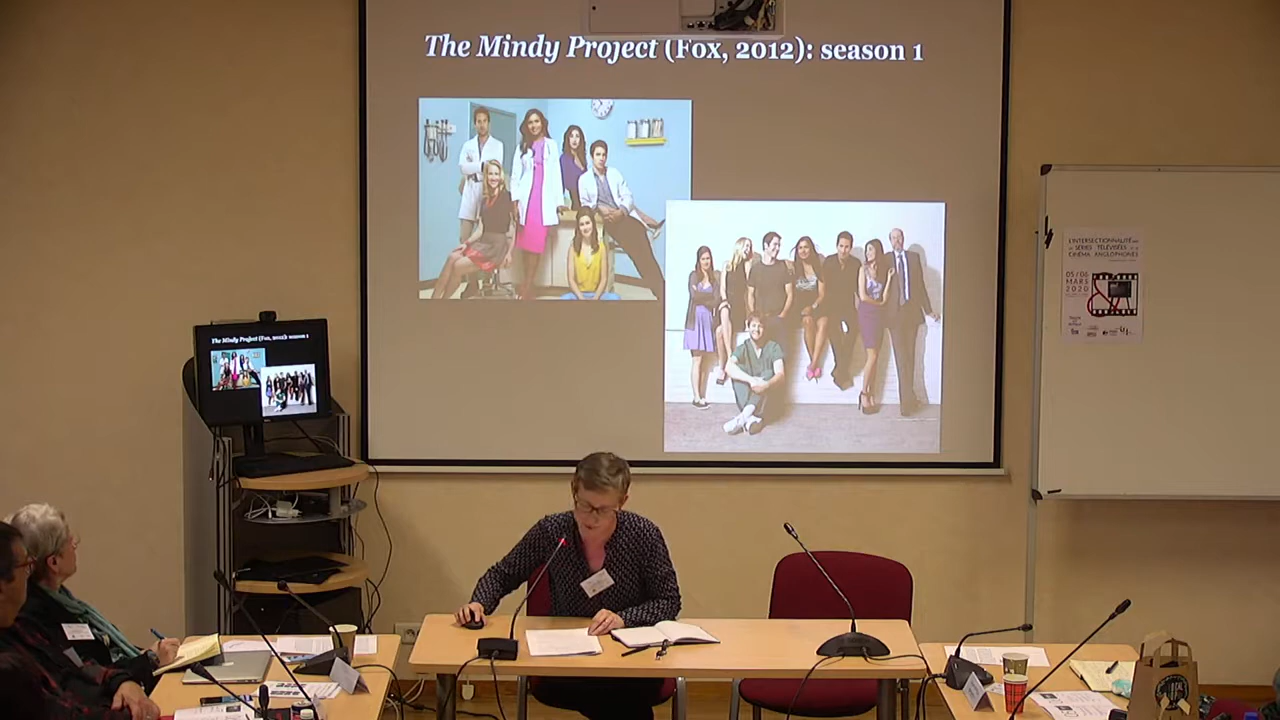 The Mindy Project (Fox, 2012): season 1
The Mindy Project (Fox, 2012): season 1
L'INTERSECTIONNALITÉ
SÉRIES TÉLÉVISÉES
CINÉMA ANGLOPHONES
05/06
MARS
2020